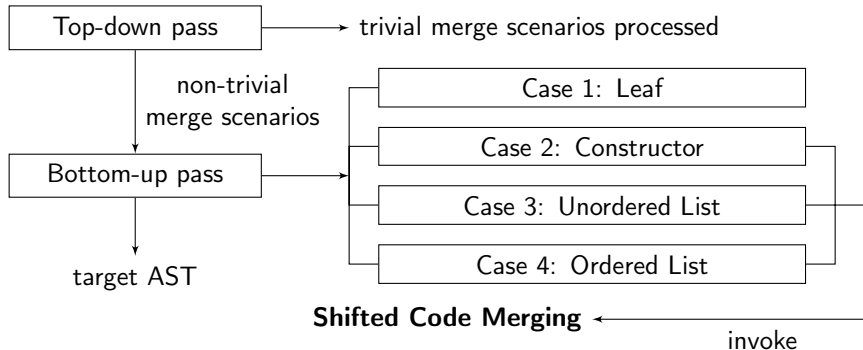 Top-down pass
trivial merge scenarios processed
non-trivial
merge scenarios
Case 1: Leaf
Case 2: Constructor
Bottom-up pass
Case 3: Unordered List
Case 4: Ordered List
target AST
Shifted Code Merging
invoke